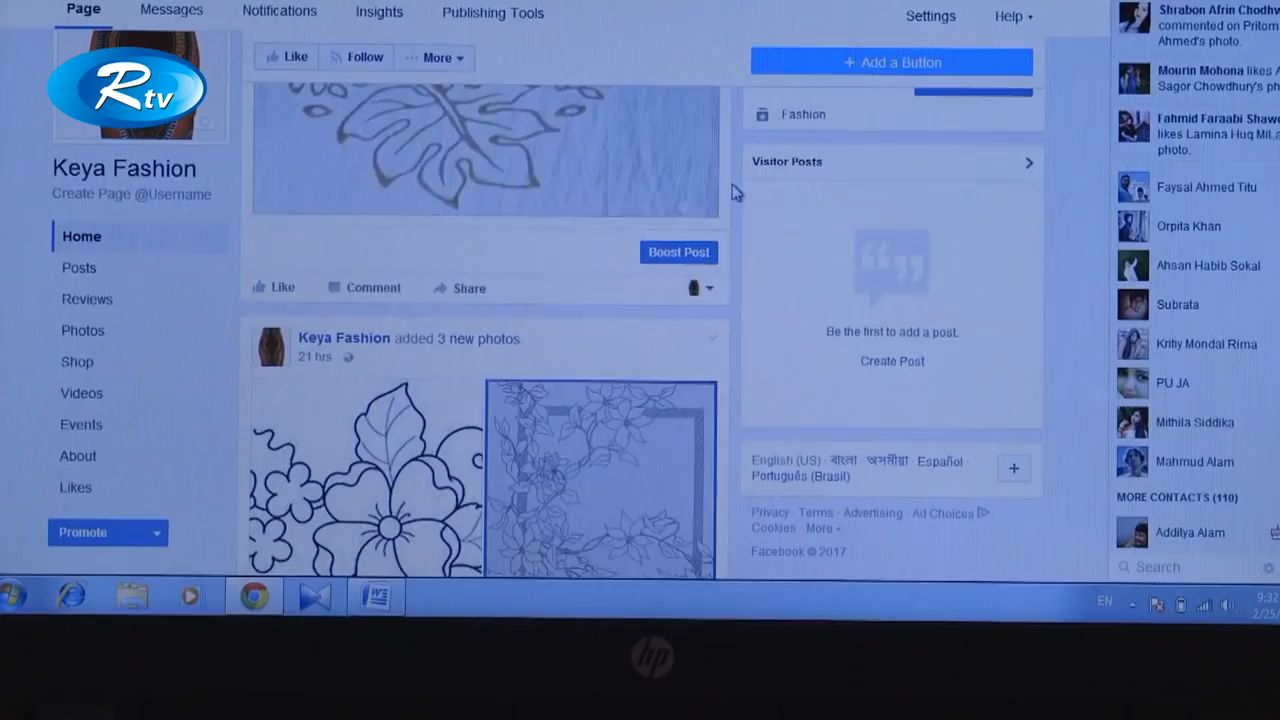 Page Messages Notifications Insights Publishing Tools Settings Help
Like Follow More
+ Add a Button
Rtv
Fashion
Keya Fashion
Create Page @Username
Home
Posts
Reviews
Photos
Shop
Videos
Events
About
Likes
Promote
Boost Post
Like Comment Share
Keya Fashion added 3 new photos.
21 hrs
Visitor Posts
Be the first to add a post.
Create Post
English (US) · বাংলা · অসমীয়া · Español ·
Português (Brasil)
Privacy · Terms · Advertising · Ad Choices
Cookies · More
Facebook © 2017
Shrabon Afrin Chodhw
commented on Pritom
Ahmed's photo.
Mourin Mohona likes A
Sagor Chowdhury's ph
Fahmid Faraabi Shaw
likes Lamina Huq MiL
photo.
Faysal Ahmed Titu
Orpita Khan
Ahsan Habib Sokal
Subrata
Kritiy Mondal Rima
PU JA
Mithila Siddika
Mahmud Alam
MORE CONTACTS (110)
Addilya Alam
Search
EN
9:32
2/25/
hp